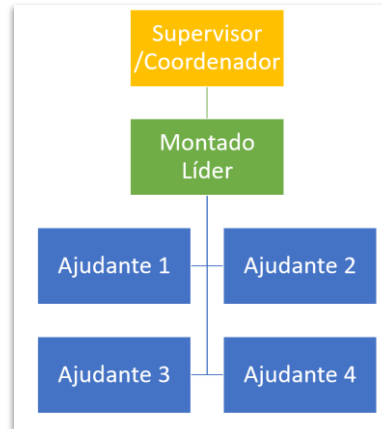 Supervisor
/Coordenador
Montado
Líder
Ajudante 1
Ajudante 2
Ajudante 3
Ajudante 4